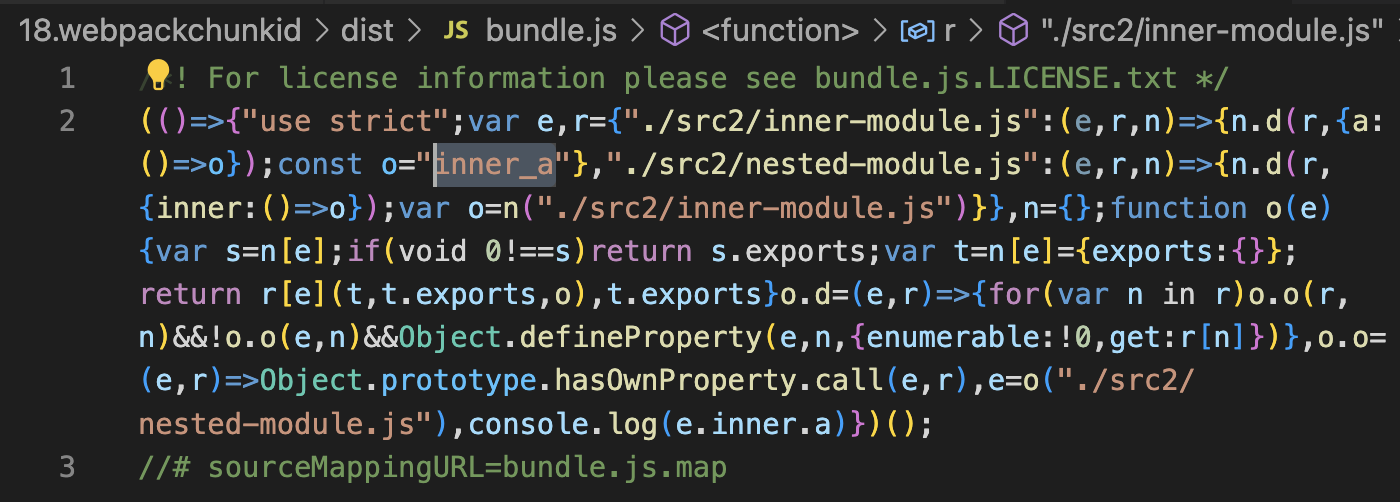 18.webpackchunkid > dist > JS bundle.js > <function> > r > "./src2/inner-module.js"
1 /*! For license information please see bundle.js.LICENSE.txt */
2 (()=>{"use strict";var e,r={"./src2/inner-module.js":(e,r,n)=>{n.d(r,{a:
()=>o});const o="inner_a"},"./src2/nested-module.js":(e,r,n)=>{n.d(r,
{inner:()=>o});var o=n("./src2/inner-module.js")}},n={};function o(e)
{var s=n[e];if(void 0!==s)return s.exports;var t=n[e]={exports:{}};
return r[e](t,t.exports,o),t.exports}o.d=(e,r)=>{for(var n in r)o.o(r,
n)&&!o.o(e,n)&&Object.defineProperty(e,n,{enumerable:!0,get:r[n]})},o.o=
(e,r)=>Object.prototype.hasOwnProperty.call(e,r),e=o("./src2/
nested-module.js"),console.log(e.inner.a)})();
3 //# sourceMappingURL=bundle.js.map